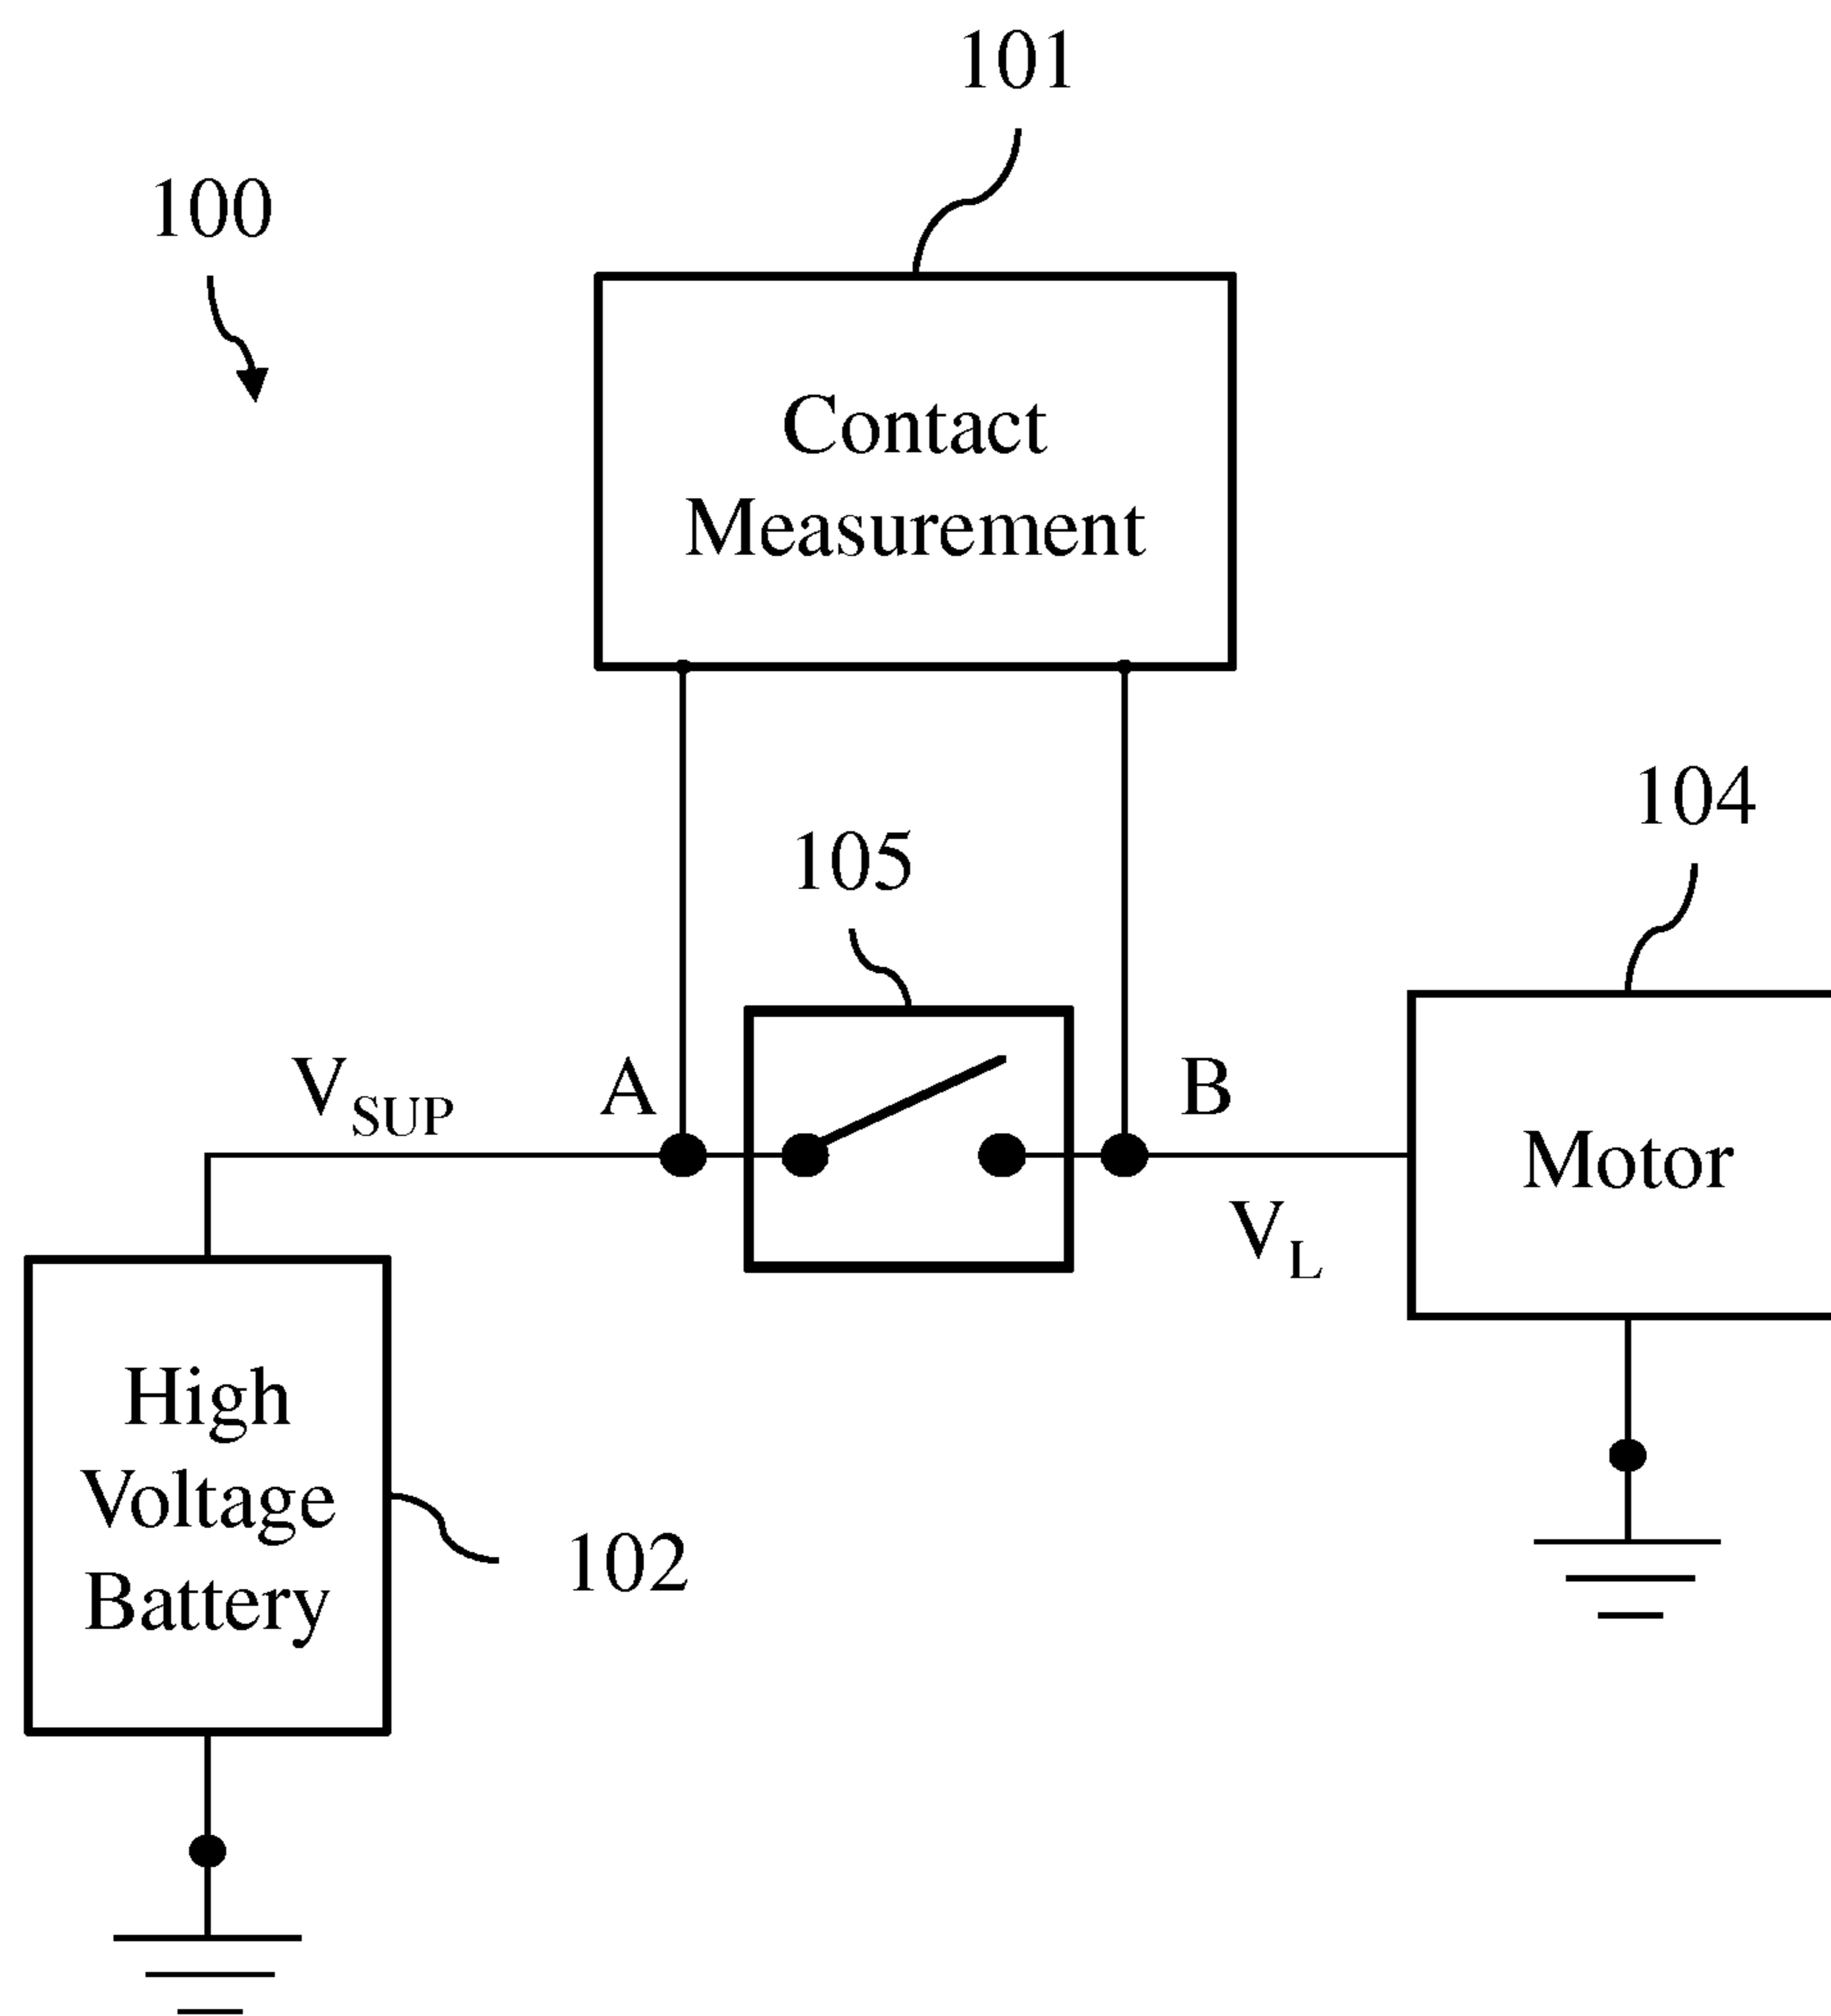 101
100
Contact
Measurement
104
105
VSUP
A
B
Motor
VL
High
Voltage
Battery
102